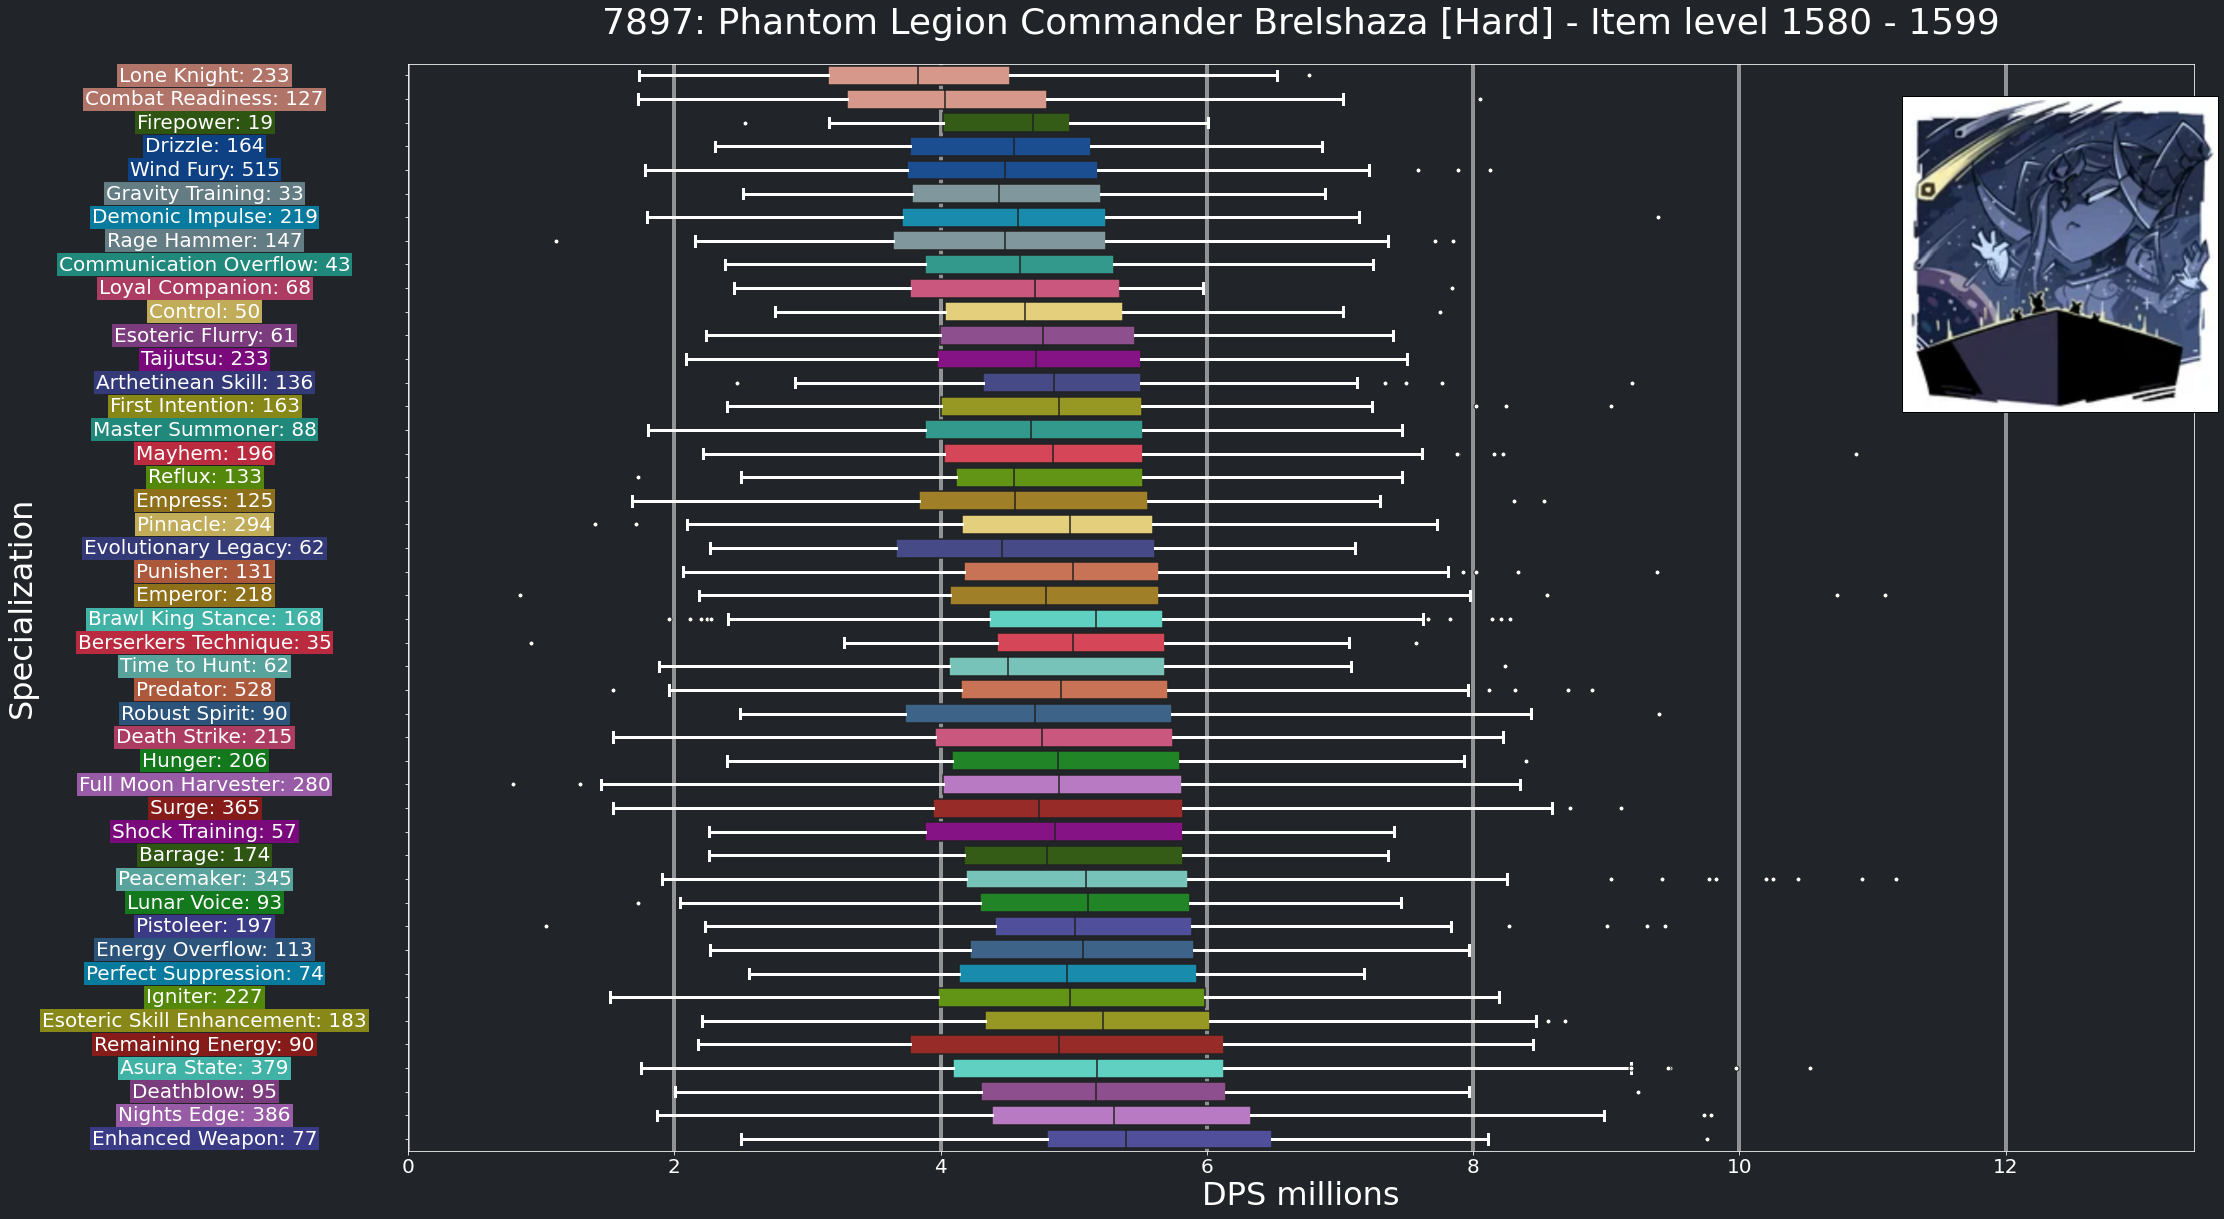 7897: Phantom Legion Commander Brelshaza [Hard] - Item level 1580 - 1599
Specialization
Lone Knight: 233
Combat Readiness: 127
Firepower: 19
Drizzle: 164
Wind Fury: 515
Gravity Training: 33
Demonic Impulse: 219
Rage Hammer: 147
Communication Overflow: 43
Loyal Companion: 68
Control: 50
Esoteric Flurry: 61
Taijutsu: 233
Arthetinean Skill: 136
First Intention: 163
Master Summoner: 88
Mayhem: 196
Reflux: 133
Empress: 125
Pinnacle: 294
Evolutionary Legacy: 62
Punisher: 131
Emperor: 218
Brawl King Stance: 168
Berserkers Technique: 35
Time to Hunt: 62
Predator: 528
Robust Spirit: 90
Death Strike: 215
Hunger: 206
Full Moon Harvester: 280
Surge: 365
Shock Training: 57
Barrage: 174
Peacemaker: 345
Lunar Voice: 93
Pistoleer: 197
Energy Overflow: 113
Perfect Suppression: 74
Igniter: 227
Esoteric Skill Enhancement: 183
Remaining Energy: 90
Asura State: 379
Deathblow: 95
Nights Edge: 386
Enhanced Weapon: 77
0 2 4 6 8 10 12
DPS millions